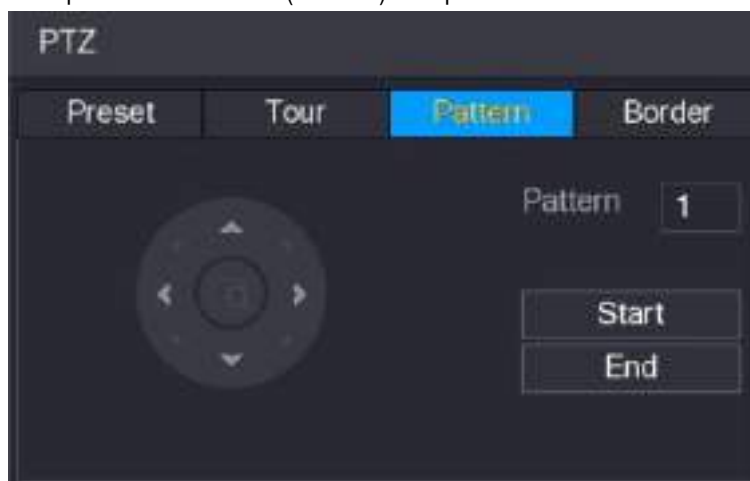 PTZ
Preset Tour Pattern Border
Pattern 1
Start
End